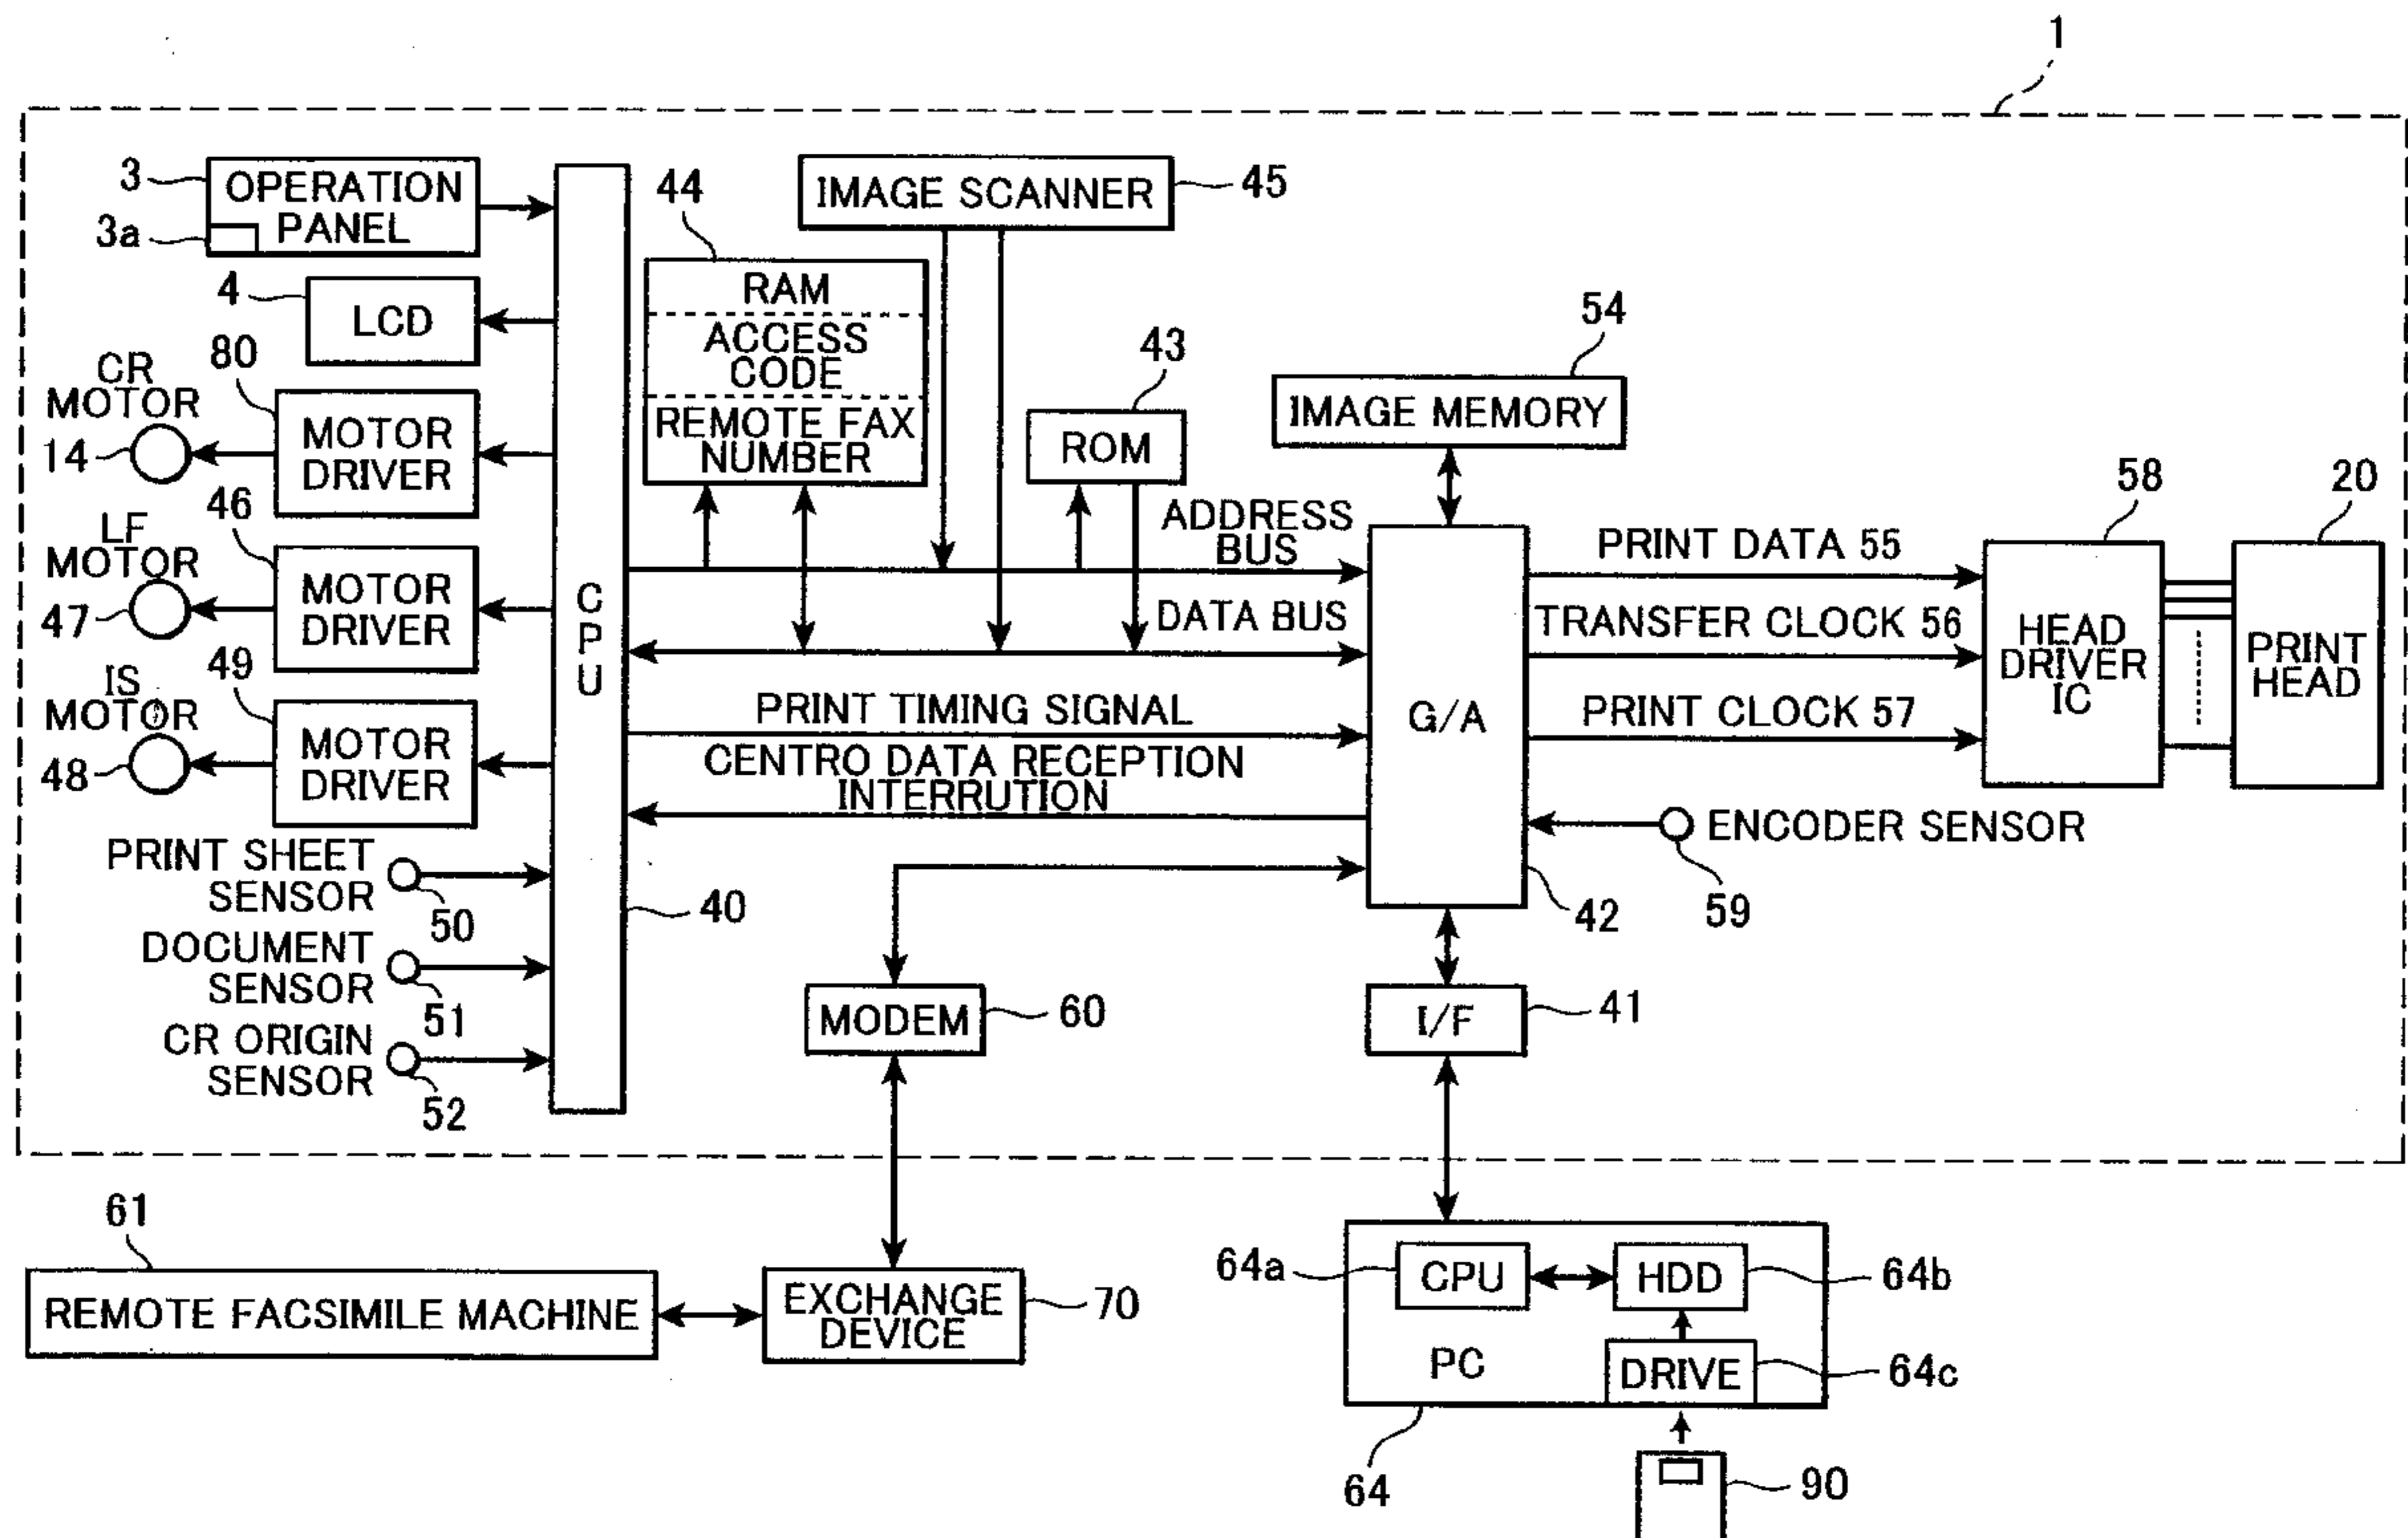 1
3
OPERATION
PANEL
3a
4
LCD
CR
MOTOR
14
80
MOTOR
DRIVER
LF
MOTOR
47
46
MOTOR
DRIVER
IS
MOTOR
48
49
MOTOR
DRIVER
PRINT SHEET
SENSOR
50
DOCUMENT
SENSOR
51
CR ORIGIN
SENSOR
52
CPU
40
44
RAM
ACCESS
CODE
REMOTE FAX
NUMBER
IMAGE SCANNER
45
43
ROM
ADDRESS
BUS
DATA BUS
PRINT TIMING SIGNAL
CENTRO DATA RECEPTION
INTERRUTION
54
IMAGE MEMORY
G/A
42
PRINT DATA 55
TRANSFER CLOCK 56
PRINT CLOCK 57
58
HEAD
DRIVER
IC
20
PRINT
HEAD
ENCODER SENSOR
59
MODEM
60
I/F
41
61
REMOTE FACSIMILE MACHINE
EXCHANGE
DEVICE
70
64a
CPU
HDD
64b
PC
DRIVE
64c
64
90